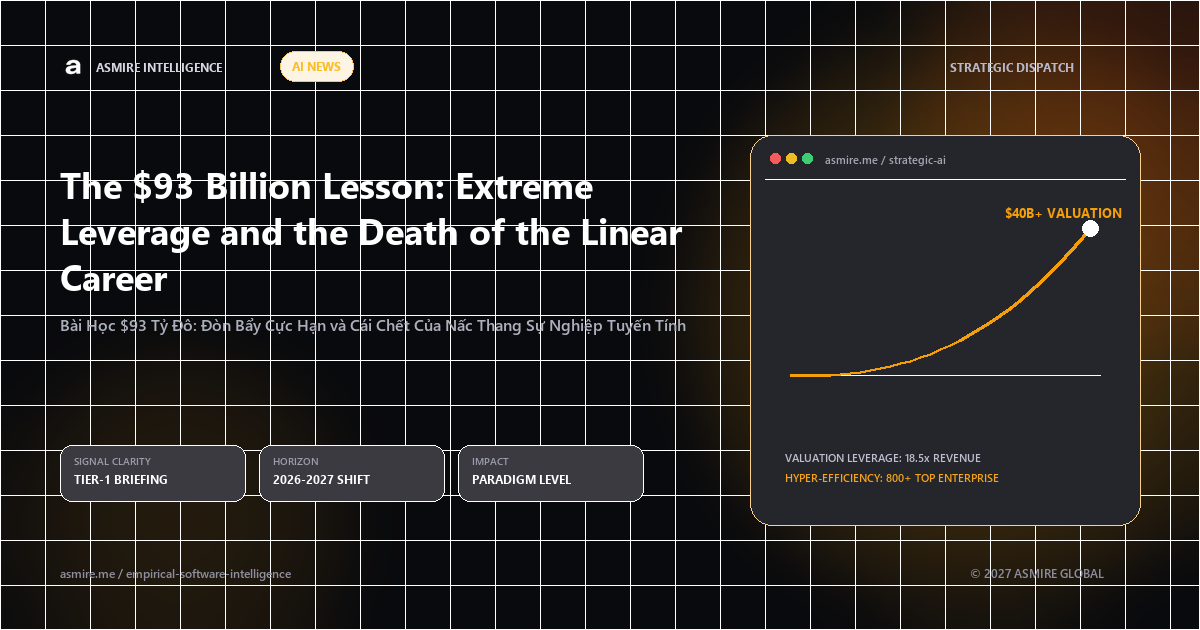 a ASMIRE INTELLIGENCE
AI NEWS
STRATEGIC DISPATCH
The $93 Billion Lesson: Extreme
Leverage and the Death of the Linear
Career
Bài Học $93 Tỷ Đô: Đòn Bẩy Cực Hạn và Cái Chết Của Nấc Thang Sự Nghiệp Tuyến Tính
SIGNAL CLARITY
TIER-1 BRIEFING
HORIZON
2026-2027 SHIFT
IMPACT
PARADIGM LEVEL
asmire.me / strategic-ai
$40B+ VALUATION
VALUATION LEVERAGE: 18.5x REVENUE
HYPER-EFFICIENCY: 800+ TOP ENTERPRISE
asmire.me / empirical-software-intelligence
© 2027 ASMIRE GLOBAL